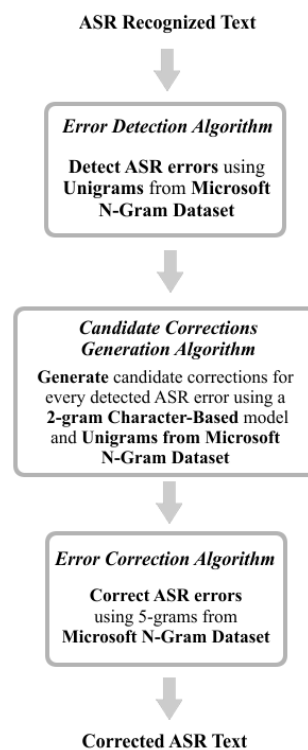 ASR Recognized Text
Error Detection Algorithm
Detect ASR errors using
Unigrams from Microsoft
N-Gram Dataset
Candidate Corrections
Generation Algorithm
Generate candidate corrections for
every detected ASR error using a
2-gram Character-Based model
and Unigrams from Microsoft
N-Gram Dataset
Error Correction Algorithm
Correct ASR errors
using 5-grams from
Microsoft N-Gram Dataset
Corrected ASR Text